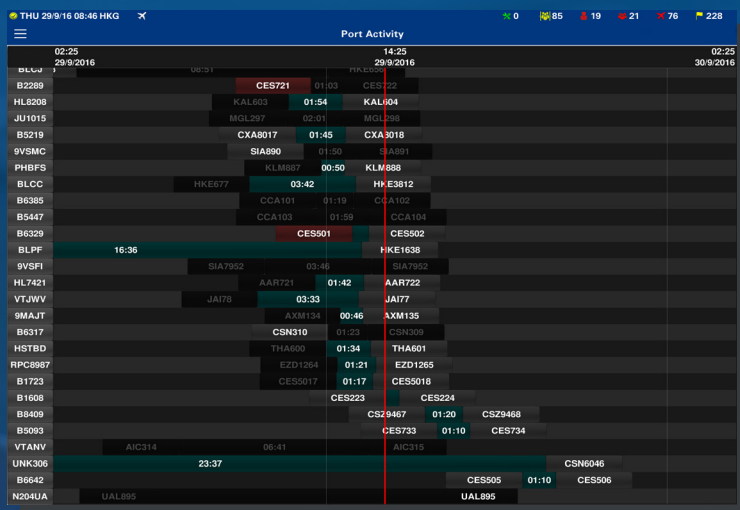 THU 29/9/16 08:46 HKG 0 85 19 21 76 228
Port Activity
02:25 14:25 02:25
29/9/2016 29/9/2016 30/9/2016
BLCJ 06:51 HKE656
B2289 CES721 01:03 CES722
HL8208 KAL603 01:54 KAL604
JU1015 MGL297 02:01 MGL298
B5219 CXA8017 01:45 CXA8018
9VSMC SIA890 01:50 SIA891
PHBFS KLM887 00:50 KLM888
BLCC HKE677 03:42 HKE3812
B6385 CCA101 01:19 CCA102
B5447 CCA103 01:59 CCA104
B6329 CES501 CES502
BLPF 16:36 HKE1638
9VSFI SIA7952 03:46 SIA7952
HL7421 AAR721 01:42 AAR722
VTJWV JAI78 03:33 JAI77
9MAJT AXM134 00:46 AXM135
B6317 CSN310 01:23 CSN309
HSTBD THA600 01:34 THA601
RPC8987 EZD1264 01:21 EZD1265
B1723 CES5017 01:17 CES5018
B1608 CES223 CES224
B8409 CSZ9467 01:20 CSZ9468
B5093 CES733 01:10 CES734
VTANV AIC314 06:41 AIC315
UNK306 23:37 CSN6046
B6642 CES505 01:10 CES506
N204UA UAL895 UAL895